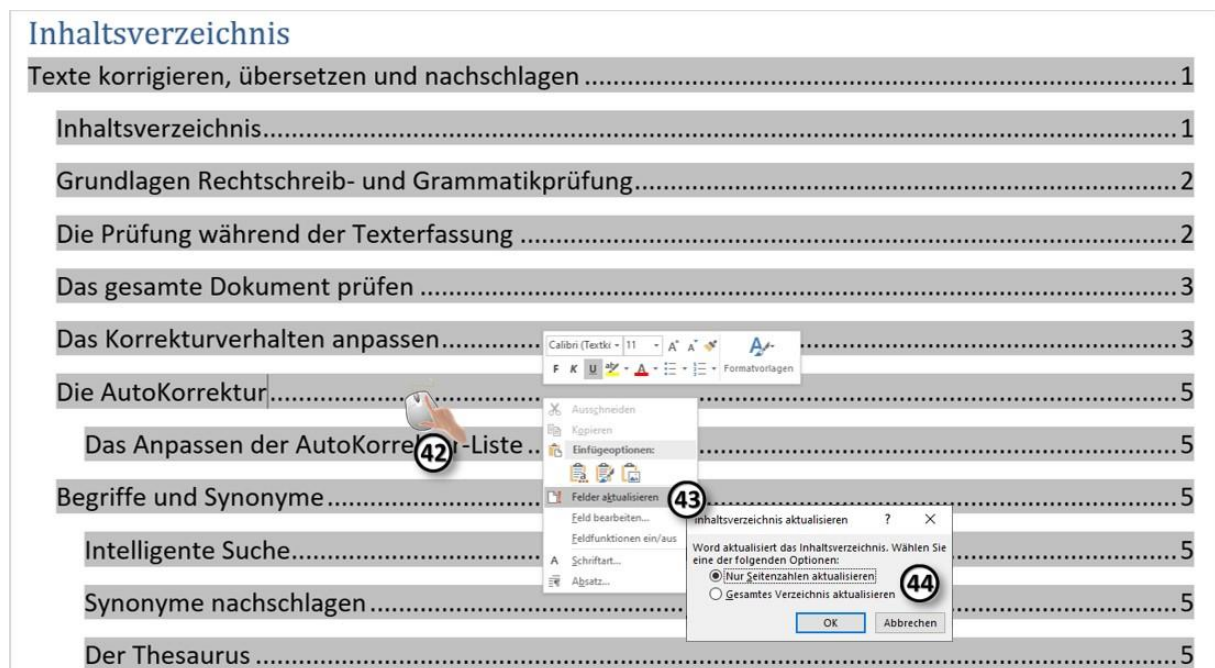 Inhaltsverzeichnis
Texte korrigieren, übersetzen und nachschlagen ..... 1
Inhaltsverzeichnis..... 1
Grundlagen Rechtschreib- und Grammatikprüfung..... 2
Die Prüfung während der Texterfassung ..... 2
Das gesamte Dokument prüfen ..... 3
Das Korrekturverhalten anpassen..... 3
Calibri (Textkö 11 A A
F K U aby A Formatvorlagen
Die AutoKorrektur..... 5
42
Ausschneiden
Kopieren
Das Anpassen der AutoKorre -Liste .. 5
Einfügeoptionen:
Begriffe und Synonyme..... 5
Felder aktualisieren 43
Feld bearbeiten...
Feldfunktionen ein/aus
Intelligente Suche..... 5
A Schriftart...
Absatz...
Inhaltsverzeichnis aktualisieren ? X
Word aktualisiert das Inhaltsverzeichnis. Wählen Sie
eine der folgenden Optionen:
Nur Seitenzahlen aktualisieren
Gesamtes Verzeichnis aktualisieren 44
OK Abbrechen
Synonyme nachschlagen ..... 5
Der Thesaurus ..... 5